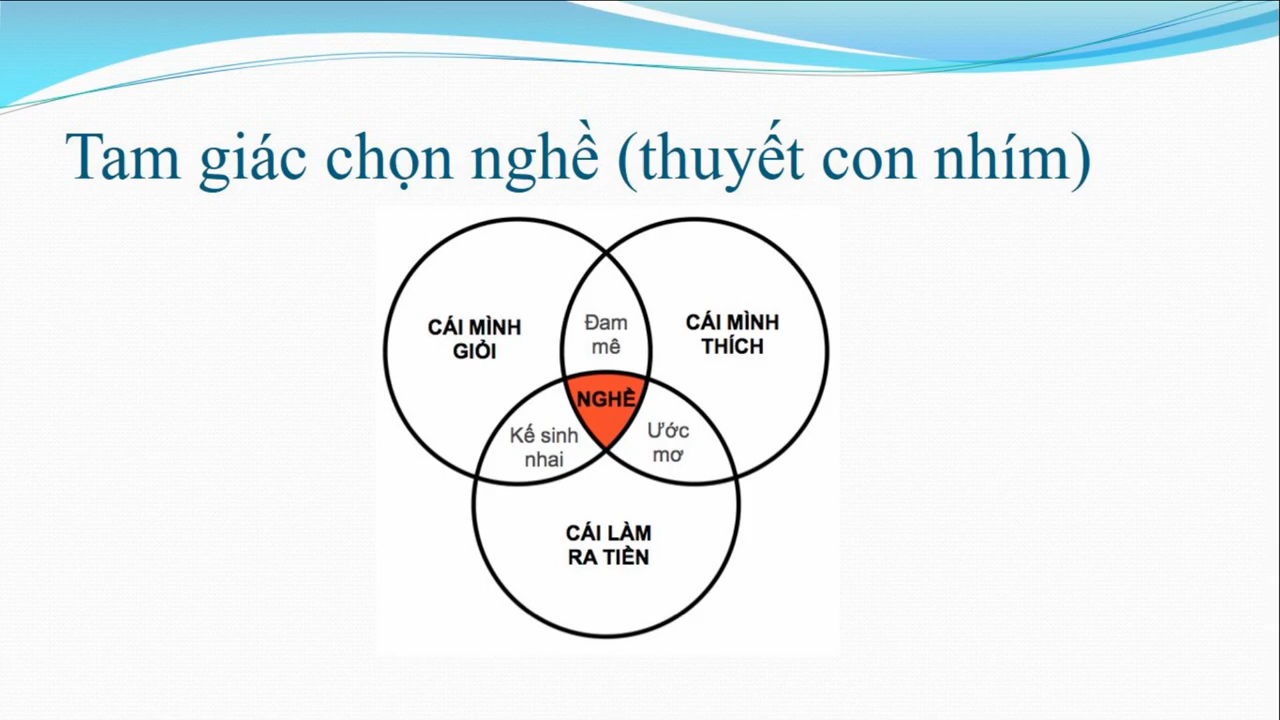 Tam giác chọn nghề (thuyết con nhím)
CÁI MÌNH
GIỎI
Đam
mê
CÁI MÌNH
THÍCH
NGHỀ
Kế sinh
nhai
Ước
mơ
CÁI LÀM
RA TIỀN